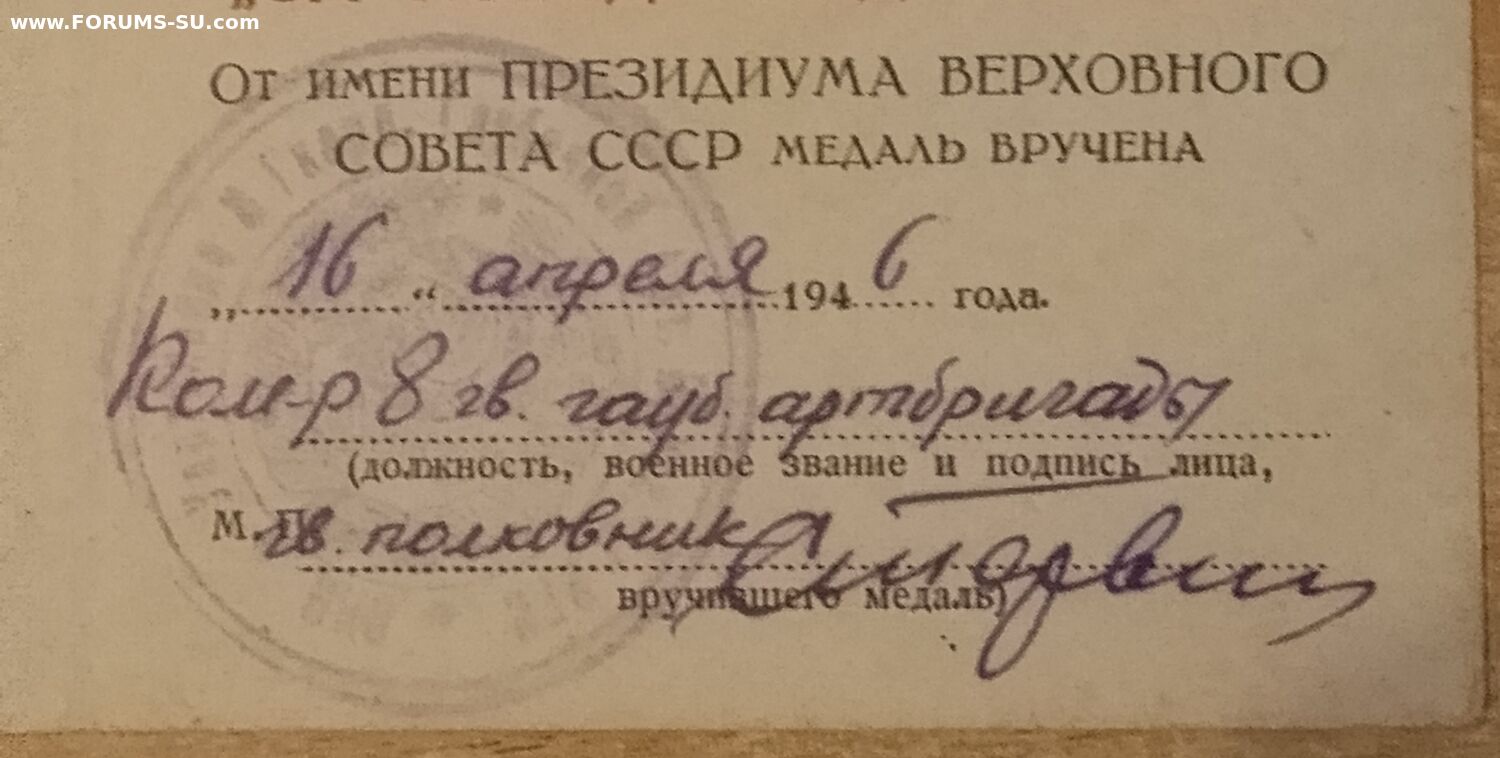 www.FORUMS-SU.com
От имени ПРЕЗИДИУМА ВЕРХОВНОГО
СОВЕТА СССР медаль вручена
„16“ апреля 1946 года.
Ком-р 8 гв. гауб. артбригады
(должность, военное звание и подпись лица,
М. П. гв. полковник
вручившего медаль)